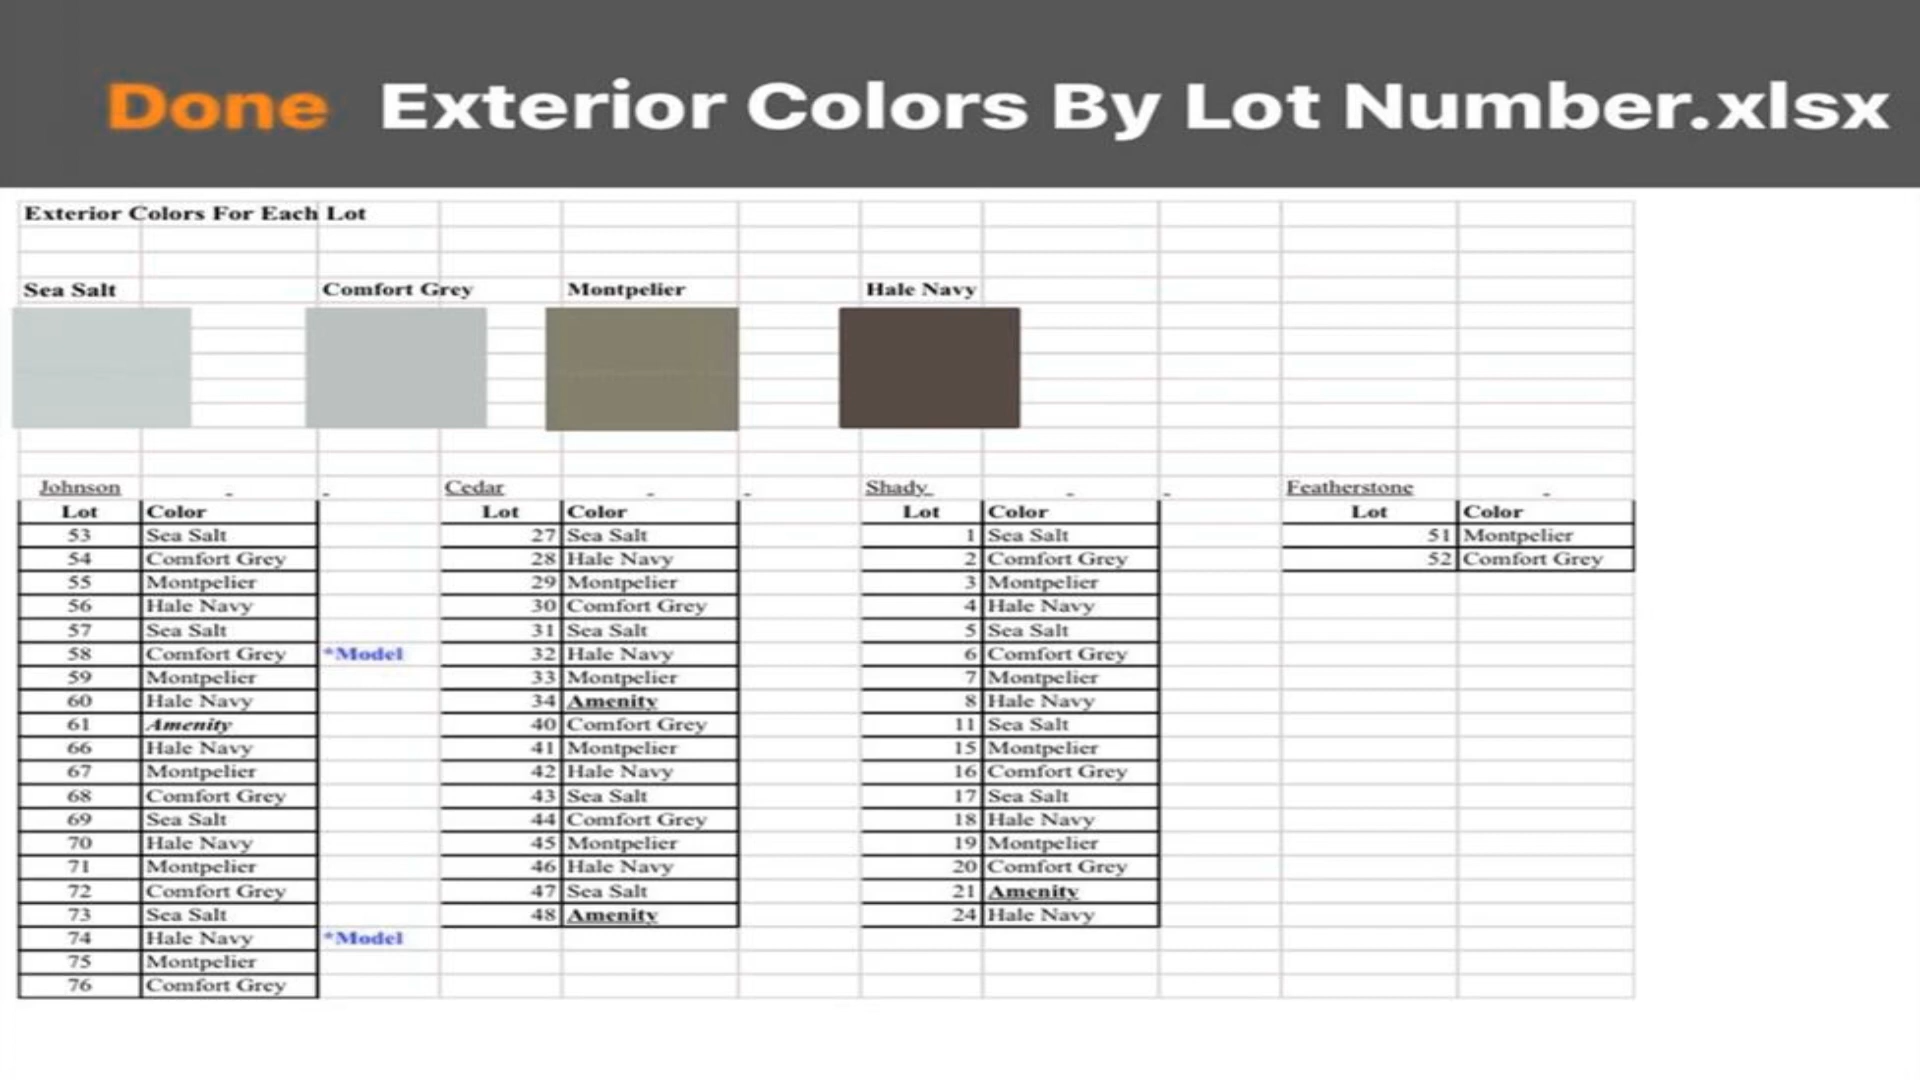 Done Exterior Colors By Lot Number.xlsx
Exterior Colors For Each Lot
Sea Salt Comfort Grey Montpelier Hale Navy
Johnson - - Cedar - - Shady - - Featherstone -
Lot Color Lot Color Lot Color Lot Color
53 Sea Salt 27 Sea Salt 1 Sea Salt 51 Montpelier
54 Comfort Grey 28 Hale Navy 2 Comfort Grey 52 Comfort Grey
55 Montpelier 29 Montpelier 3 Montpelier
56 Hale Navy 30 Comfort Grey 4 Hale Navy
57 Sea Salt 31 Sea Salt 5 Sea Salt
58 Comfort Grey *Model 32 Hale Navy 6 Comfort Grey
59 Montpelier 33 Montpelier 7 Montpelier
60 Hale Navy 34 Amenity 8 Hale Navy
61 Amenity 40 Comfort Grey 11 Sea Salt
66 Hale Navy 41 Montpelier 15 Montpelier
67 Montpelier 42 Hale Navy 16 Comfort Grey
68 Comfort Grey 43 Sea Salt 17 Sea Salt
69 Sea Salt 44 Comfort Grey 18 Hale Navy
70 Hale Navy 45 Montpelier 19 Montpelier
71 Montpelier 46 Hale Navy 20 Comfort Grey
72 Comfort Grey 47 Sea Salt 21 Amenity
73 Sea Salt 48 Amenity 24 Hale Navy
74 Hale Navy *Model
75 Montpelier
76 Comfort Grey